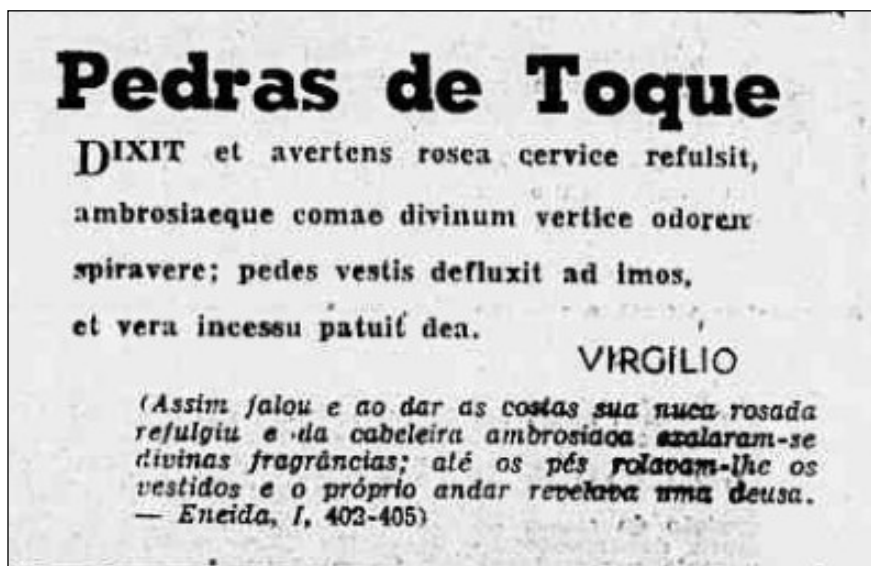 Pedras de Toque
DIXIT et avertens rosea cervice refulsit,
ambrosiaeque comae divinum vertice odorem
spiravere; pedes vestis defluxit ad imos,
et vera incessu patuit dea.
VIRGÍLIO
(Assim falou e ao dar as costas sua nuca rosada
refulgiu e da cabeleira ambrosíaca exalaram-se
divinas fragrâncias; até os pés rolavam-lhe os
vestidos e o próprio andar revelava uma deusa.
— Eneida, I, 402-405)